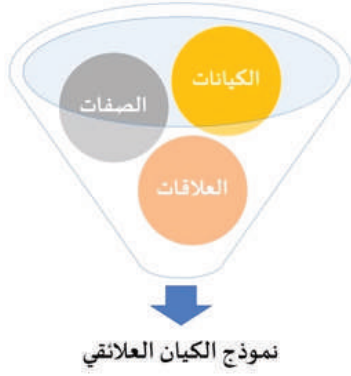 الكيانات
الصفات
العلاقات
نموذج الكيان العلائقي